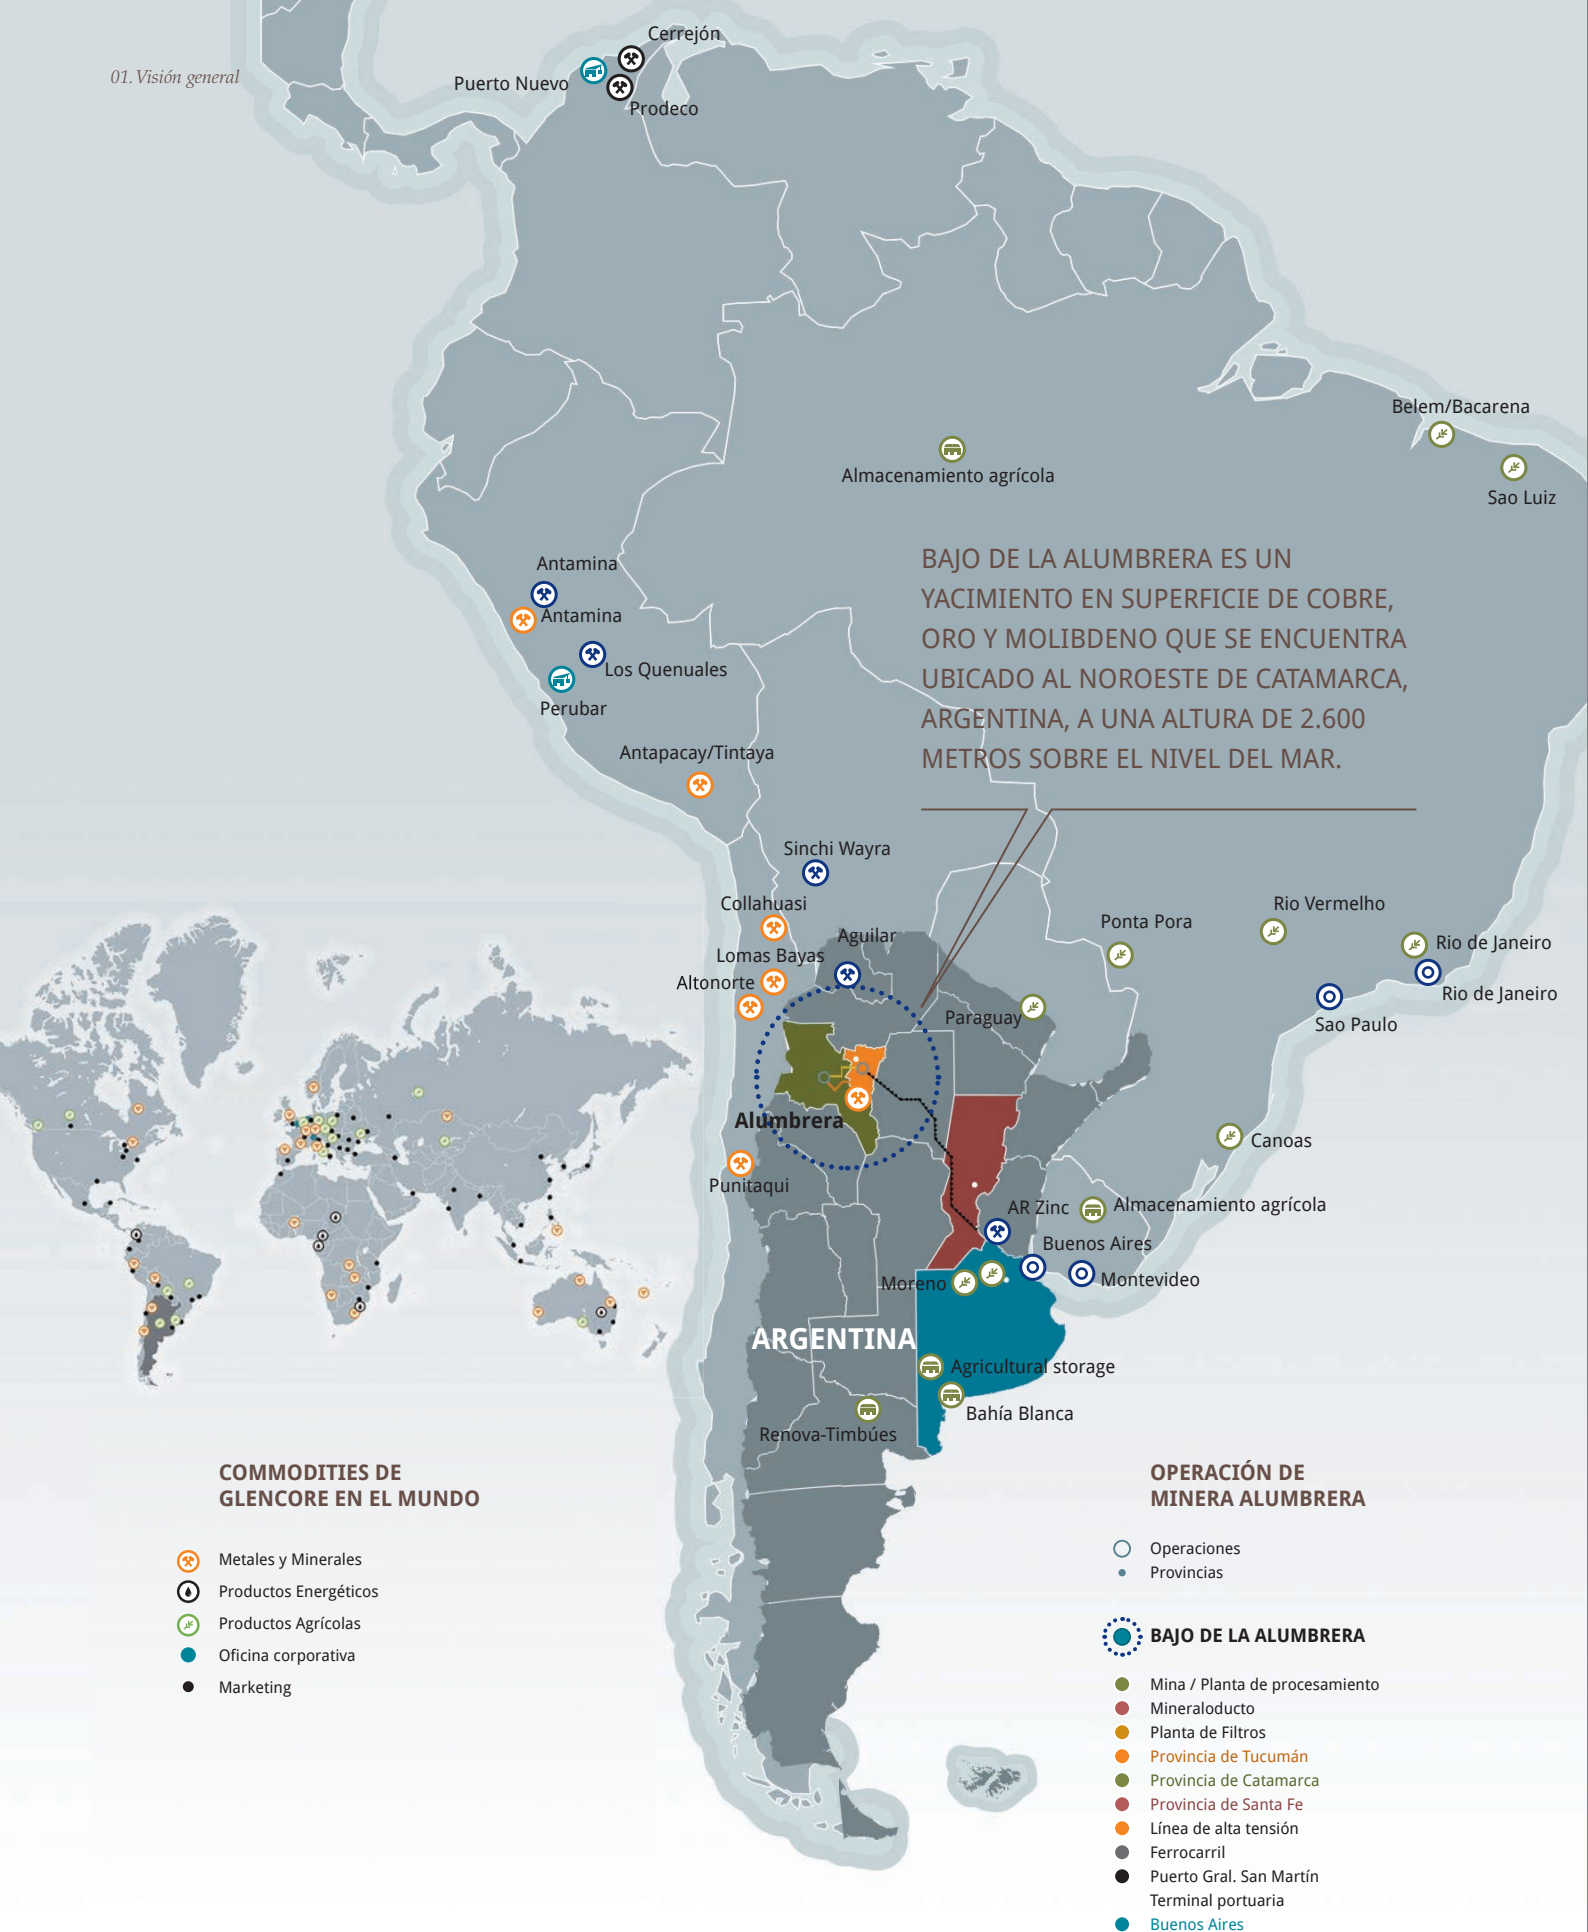 01. Visión general
Cerrejón
Puerto Nuevo
Prodeco
Belem/Bacarena
Almacenamiento agrícola
Sao Luiz
BAJO DE LA ALUMBRERA ES UN
YACIMIENTO EN SUPERFICIE DE COBRE,
ORO Y MOLIBDENO QUE SE ENCUENTRA
UBICADO AL NOROESTE DE CATAMARCA,
ARGENTINA, A UNA ALTURA DE 2.600
METROS SOBRE EL NIVEL DEL MAR.
Antamina
Antamina
Los Quenuales
Perubar
Antapacay/Tintaya
Sinchi Wayra
Collahuasi
Rio Vermelho
Ponta Pora
Aguilar
Rio de Janeiro
Lomas Bayas
Altonorte
Rio de Janeiro
Paraguay
Sao Paulo
Alumbrera
Canoas
Punitaqui
AR Zinc
Almacenamiento agrícola
Buenos Aires
Moreno
Montevideo
ARGENTINA
Agricultural storage
Bahía Blanca
Renova-Timbúes
COMMODITIES DE
GLENCORE EN EL MUNDO
Metales y Minerales
Productos Energéticos
Productos Agrícolas
Oficina corporativa
Marketing
OPERACIÓN DE
MINERA ALUMBRERA
Operaciones
Provincias
BAJO DE LA ALUMBRERA
Mina / Planta de procesamiento
Mineraloducto
Planta de Filtros
Provincia de Tucumán
Provincia de Catamarca
Provincia de Santa Fe
Línea de alta tensión
Ferrocarril
Puerto Gral. San Martín
Terminal portuaria
Buenos Aires